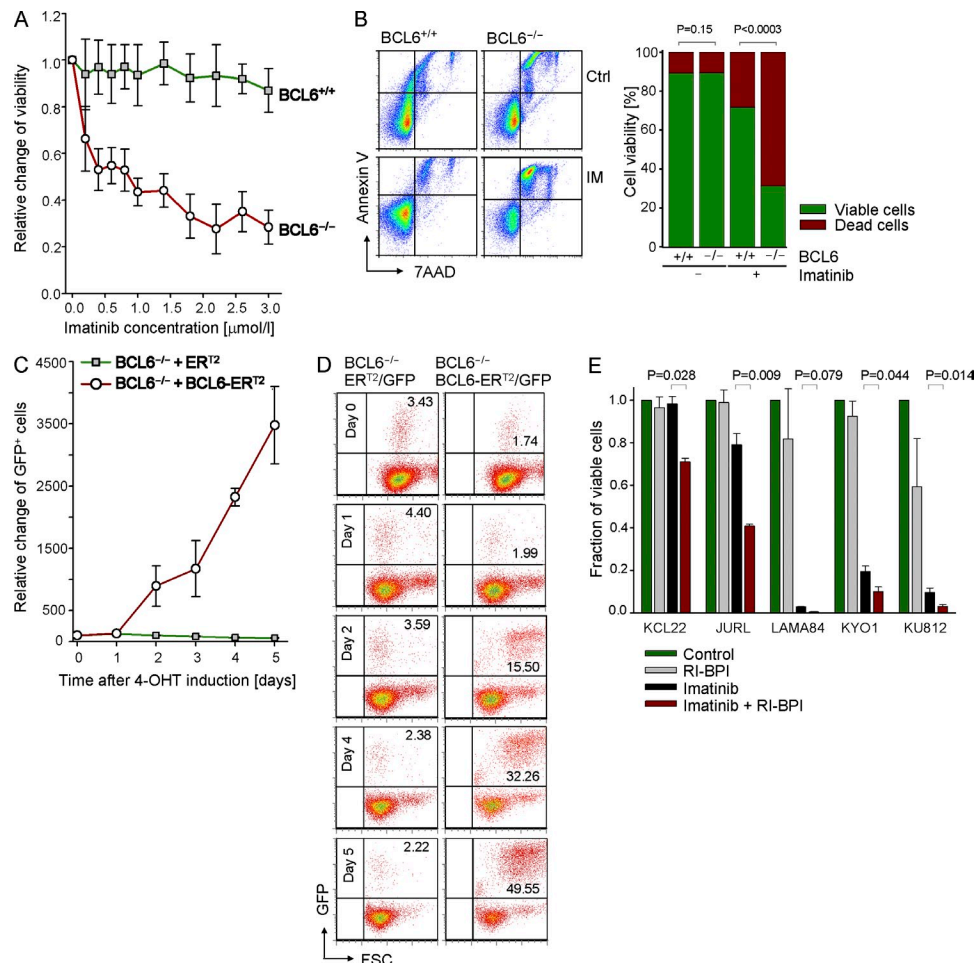 A
Relative change of viability
1.2
1.0
0.8
0.6
0.4
0.2
0.0
BCL6+/+
BCL6−/−
0.0 0.5 1.0 1.5 2.0 2.5 3.0
Imatinib concentration [μmol/l]
B
BCL6+/+ BCL6−/−
Ctrl
IM
Annexin V
7AAD
P=0.15 P<0.0003
Cell viability [%]
100
80
60
40
20
0
Viable cells
Dead cells
+/+ −/− +/+ −/− BCL6
− + Imatinib
C
BCL6−/− + ERT2
BCL6−/− + BCL6-ERT2
Relative change of GFP+ cells
4500
3500
2500
1500
500
0
0 1 2 3 4 5
Time after 4-OHT induction [days]
D
BCL6−/− BCL6−/−
ERT2/GFP BCL6-ERT2/GFP
Day 0 3.43 1.74
Day 1 4.40 1.99
Day 2 3.59 15.50
Day 4 2.38 32.26
Day 5 2.22 49.55
GFP
FSC
E
P=0.028 P=0.009 P=0.079 P=0.044 P=0.014
Fraction of viable cells
1.0
0.8
0.6
0.4
0.2
0.0
KCL22 JURL LAMA84 KYO1 KU812
Control
RI-BPI
Imatinib
Imatinib + RI-BPI